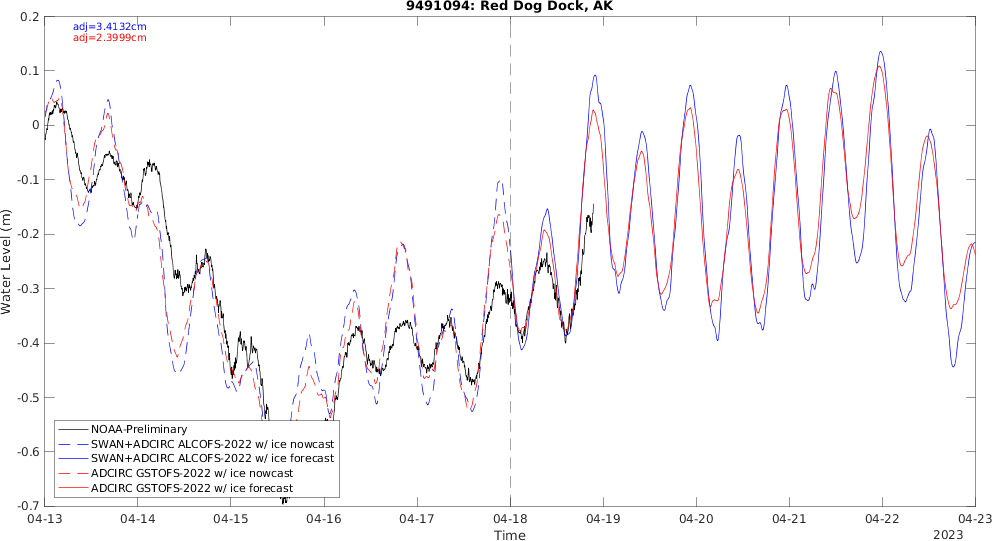 9491094: Red Dog Dock, AK
adj=3.4132cm
adj=2.3999cm
0.2
0.1
0
-0.1
-0.2
-0.3
-0.4
-0.5
-0.6
-0.7
Water Level (m)
NOAA-Preliminary
SWAN+ADCIRC ALCOFS-2022 w/ ice nowcast
SWAN+ADCIRC ALCOFS-2022 w/ ice forecast
ADCIRC GSTOFS-2022 w/ ice nowcast
ADCIRC GSTOFS-2022 w/ ice forecast
04-13 04-14 04-15 04-16 04-17 04-18 04-19 04-20 04-21 04-22 04-23
Time
2023